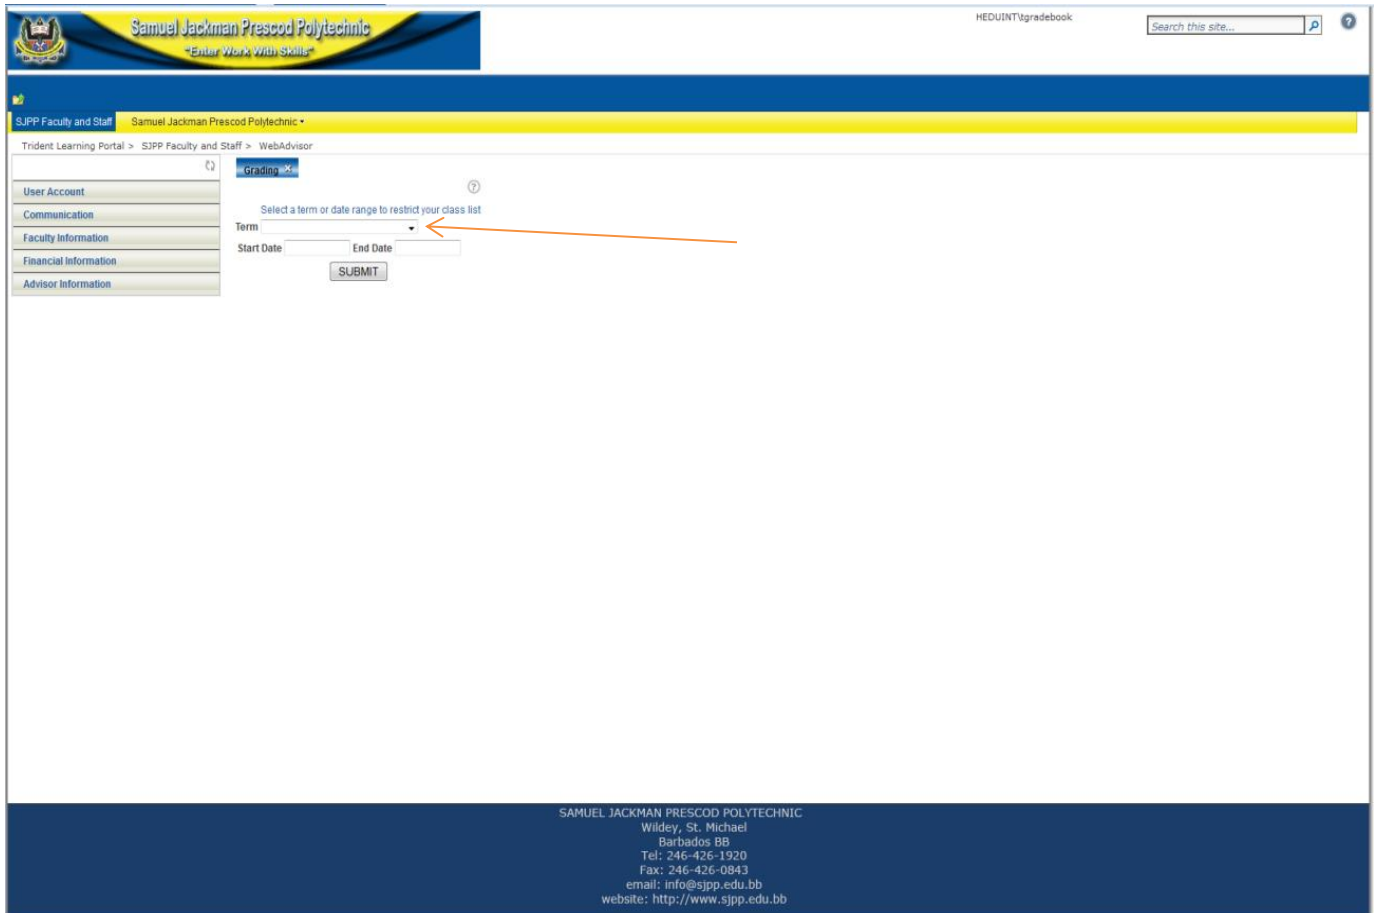 Samuel Jackman Prescod Polytechnic
"Enter Work With Skills"
HEDUINT\tgradebook
Search this site...
SJPP Faculty and Staff
Samuel Jackman Prescod Polytechnic
Trident Learning Portal > SJPP Faculty and Staff > WebAdvisor
User Account
Communication
Faculty Information
Financial Information
Advisor Information
Grading
Select a term or date range to restrict your class list
Term
Start Date End Date
SUBMIT
SAMUEL JACKMAN PRESCOD POLYTECHNIC
Wildey, St. Michael
Barbados BB
Tel: 246-426-1920
Fax: 246-426-0843
email: info@sjpp.edu.bb
website: http://www.sjpp.edu.bb